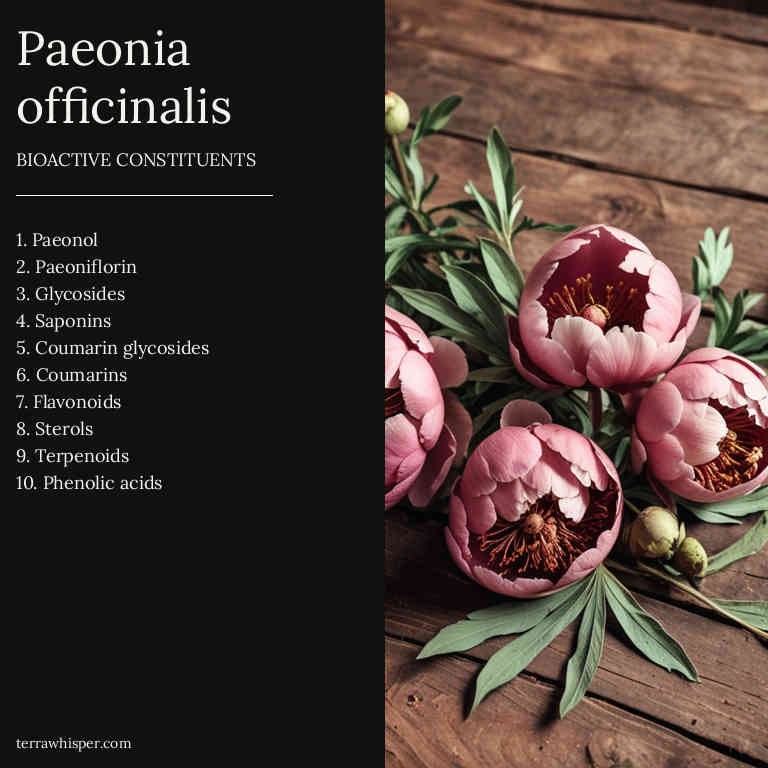 Paeonia
officinalis
BIOACTIVE CONSTITUENTS
1. Paeonol
2. Paeoniflorin
3. Glycosides
4. Saponins
5. Coumarin glycosides
6. Coumarins
7. Flavonoids
8. Sterols
9. Terpenoids
10. Phenolic acids
terrawhisper.com